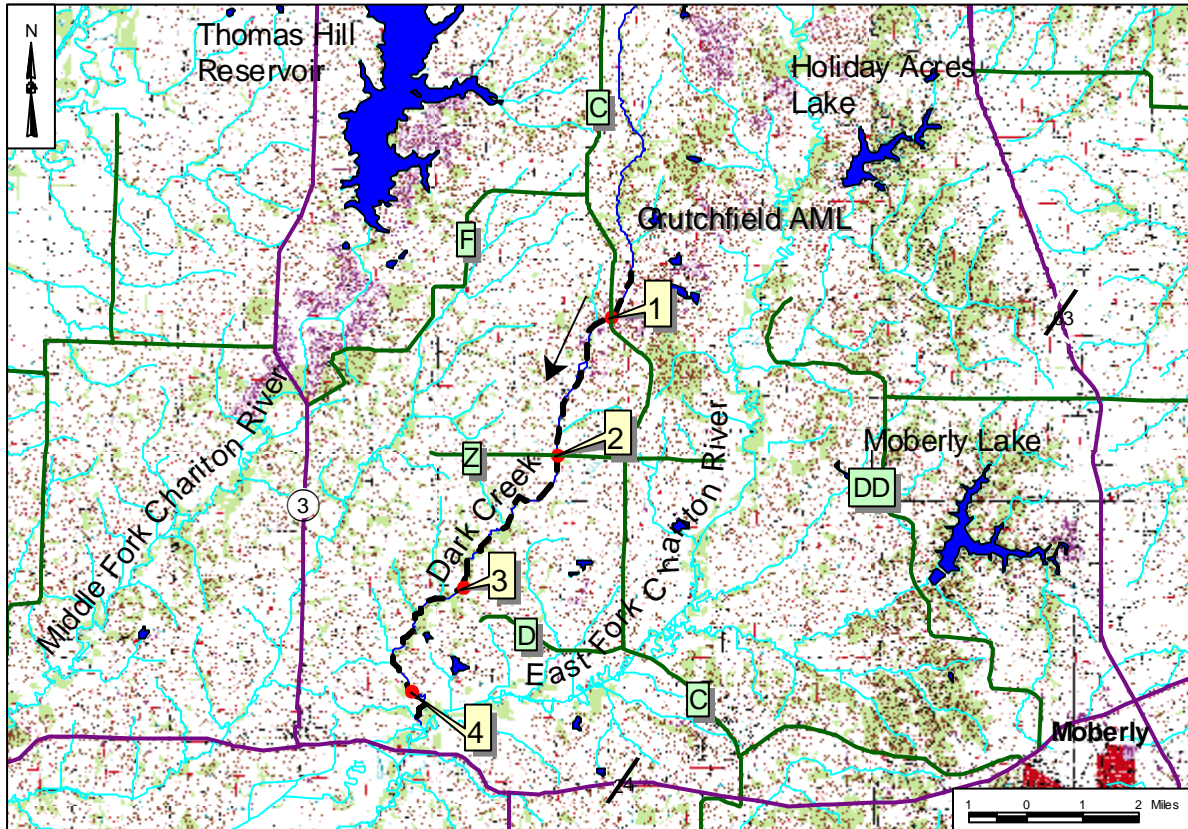 N
Thomas Hill
Reservoir
Holiday Acres
Lake
C
Crutchfield AML
F
1
63
2
Moberly Lake
Z
DD
3
Dark Creek
Middle Fork Chariton River
3
D
East Fork Chariton River
C
4
Moberly
24
1 0 1 2 Miles